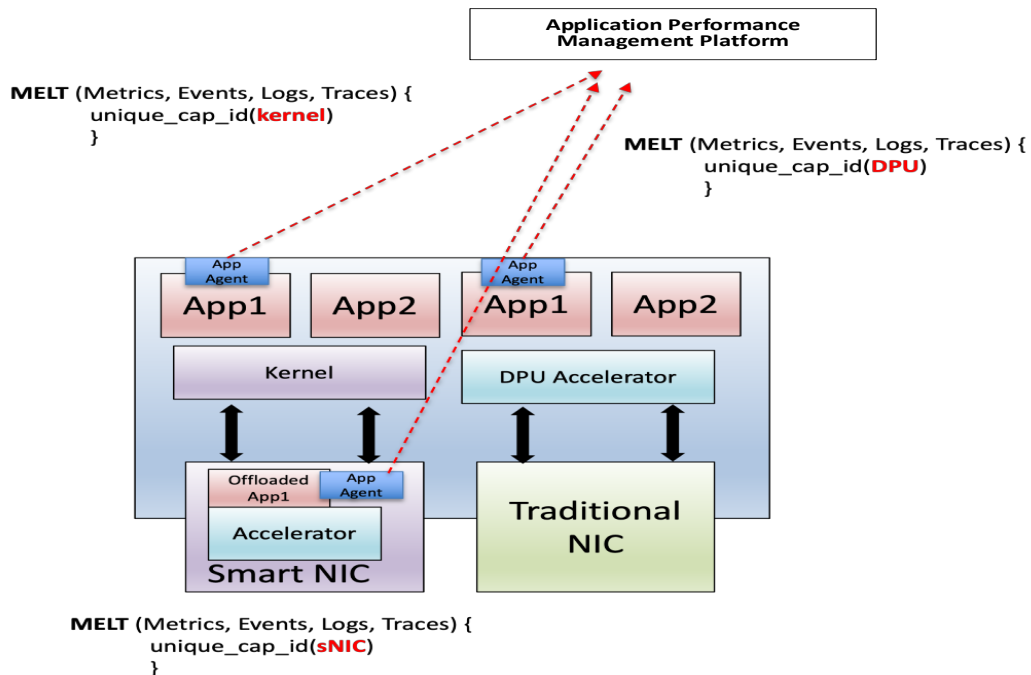 Application Performance
Management Platform
MELT (Metrics, Events, Logs, Traces) {
unique_cap_id(kernel)
}
MELT (Metrics, Events, Logs, Traces) {
unique_cap_id(DPU)
}
App
Agent
App1
App2
App
Agent
App1
App2
Kernel
DPU Accelerator
Offloaded
App1
App
Agent
Accelerator
Smart NIC
Traditional
NIC
MELT (Metrics, Events, Logs, Traces) {
unique_cap_id(sNIC)
}